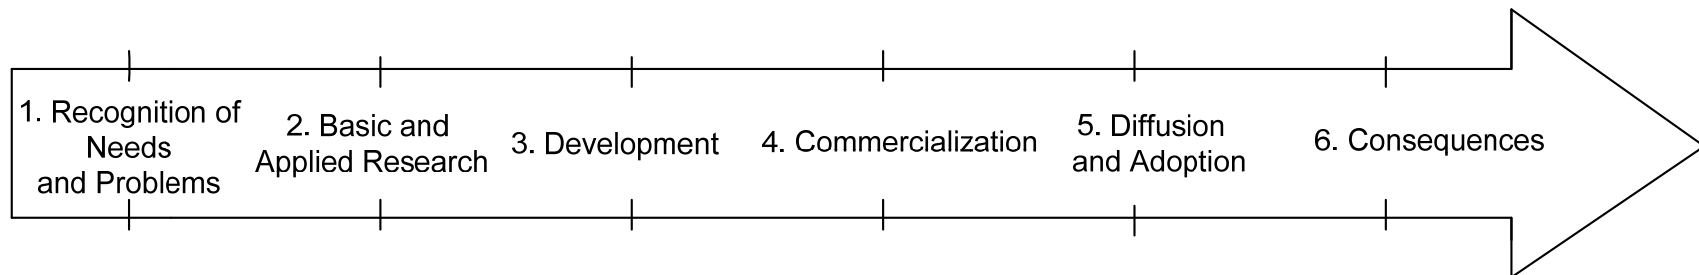 1. Recognition of
Needs
and Problems
2. Basic and
Applied Research
3. Development
4. Commercialization
5. Diffusion
and Adoption
6. Consequences